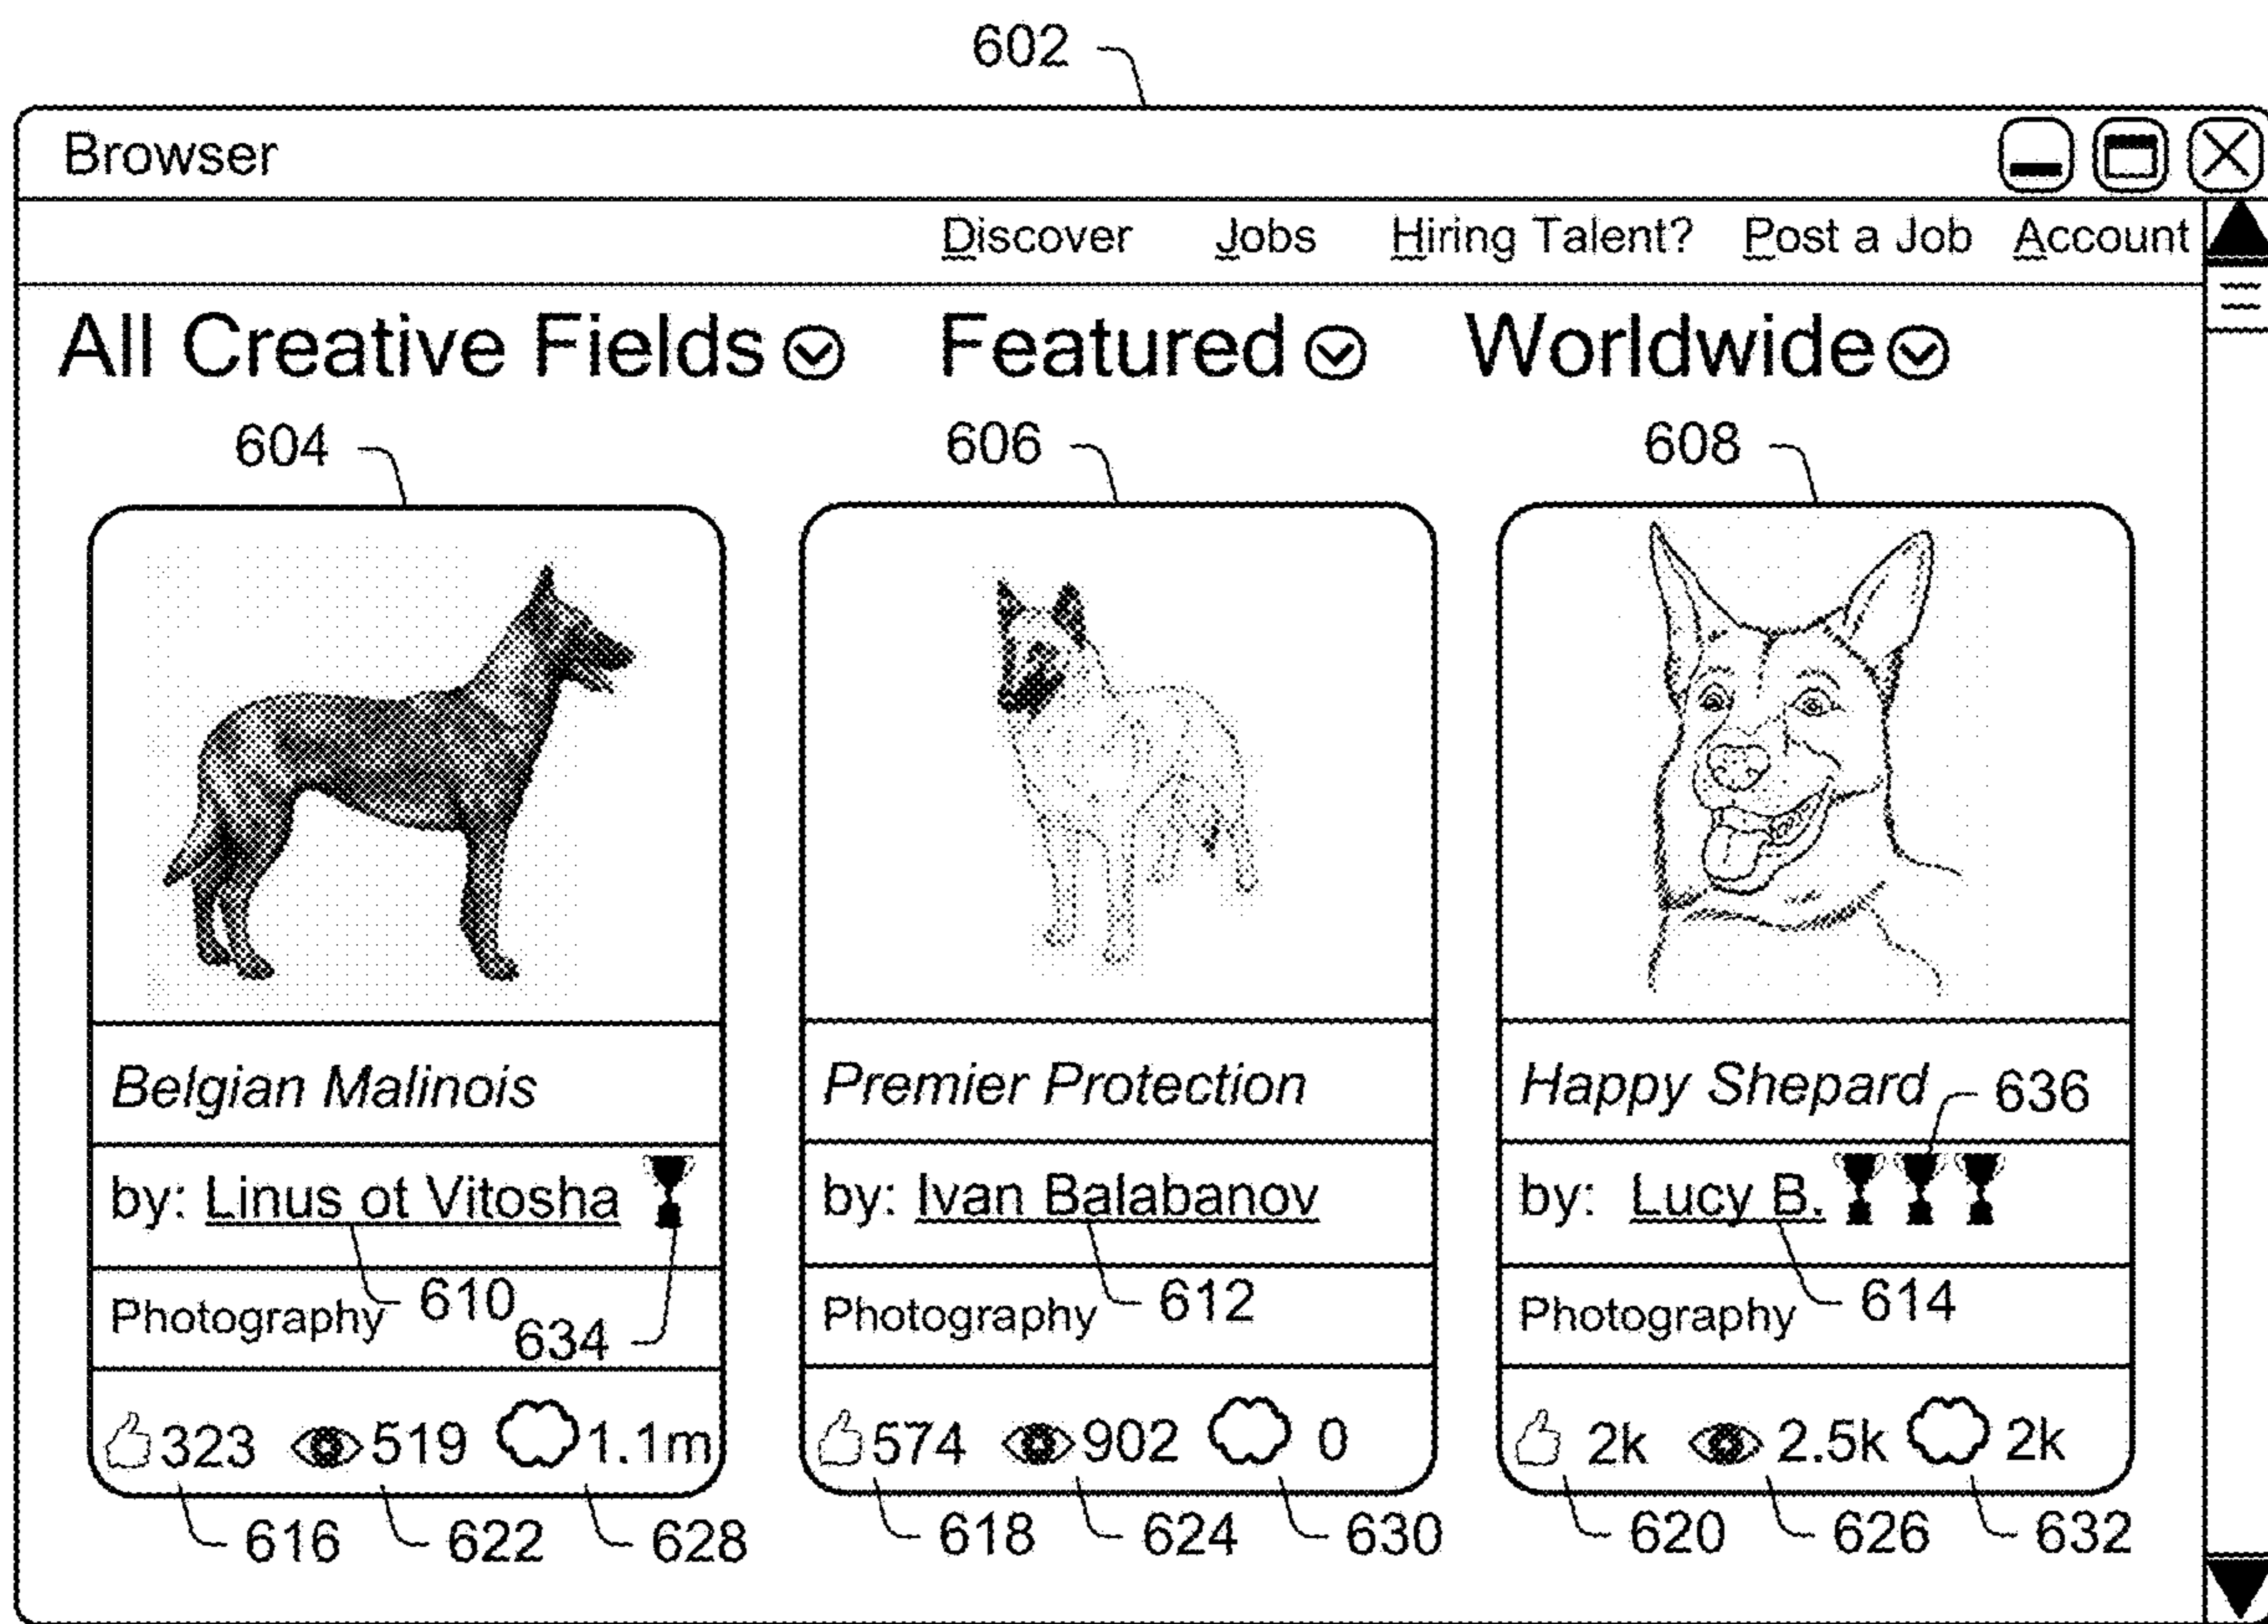 602
Browser
Discover Jobs Hiring Talent? Post a Job Account
All Creative Fields Featured Worldwide
604 606 608
Belgian Malinois Premier Protection Happy Shepard 636
by: Linus ot Vitosha by: Ivan Balabanov by: Lucy B.
Photography 610 634 Photography 612 Photography 614
323 519 1.1m 574 902 0 2k 2.5k 2k
616 622 628 618 624 630 620 626 632